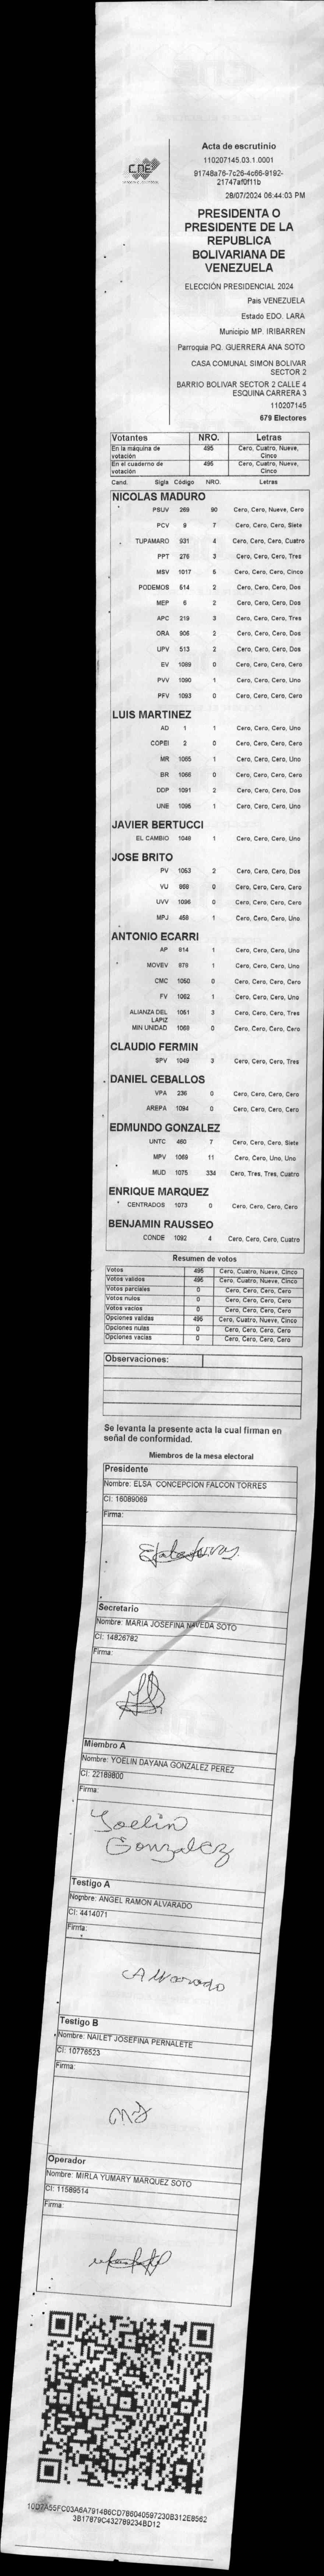 CNE
Acta de escrutinio
110207145.03.1.0001
91748a76-7c26-4c66-9192-
21747af0f11b
28/07/2024 06:44:03 PM
PRESIDENTA O
PRESIDENTE DE LA
REPUBLICA
BOLIVARIANA DE
VENEZUELA
ELECCIÓN PRESIDENCIAL 2024
Pais VENEZUELA
Estado EDO. LARA
Municipio MP. IRIBARREN
Parroquia PQ. GUERRERA ANA SOTO
CASA COMUNAL SIMON BOLIVAR
SECTOR 2
BARRIO BOLIVAR SECTOR 2 CALLE 4
ESQUINA CARRERA 3
110207145
679 Electores
Votantes NRO. Letras
En la máquina de votación 495 Cero, Cuatro, Nueve, Cinco
En el cuaderno de votación 495 Cero, Cuatro, Nueve, Cinco
Cand. Sigla Código NRO. Letras
NICOLAS MADURO
PSUV 269 90 Cero, Cero, Nueve, Cero
PCV 9 7 Cero, Cero, Cero, Siete
TUPAMARO 931 4 Cero, Cero, Cero, Cuatro
PPT 276 3 Cero, Cero, Cero, Tres
MSV 1017 5 Cero, Cero, Cero, Cinco
PODEMOS 514 2 Cero, Cero, Cero, Dos
MEP 6 2 Cero, Cero, Cero, Dos
APC 219 3 Cero, Cero, Cero, Tres
ORA 906 2 Cero, Cero, Cero, Dos
UPV 513 2 Cero, Cero, Cero, Dos
EV 1089 0 Cero, Cero, Cero, Cero
PVV 1090 1 Cero, Cero, Cero, Uno
PFV 1093 0 Cero, Cero, Cero, Cero
LUIS MARTINEZ
AD 1 1 Cero, Cero, Cero, Uno
COPEI 2 0 Cero, Cero, Cero, Cero
MR 1065 1 Cero, Cero, Cero, Uno
BR 1066 0 Cero, Cero, Cero, Cero
DDP 1091 2 Cero, Cero, Cero, Dos
UNE 1096 1 Cero, Cero, Cero, Uno
JAVIER BERTUCCI
EL CAMBIO 1048 1 Cero, Cero, Cero, Uno
JOSE BRITO
PV 1053 2 Cero, Cero, Cero, Dos
VU 868 0 Cero, Cero, Cero, Cero
UVV 1095 0 Cero, Cero, Cero, Cero
MPJ 458 1 Cero, Cero, Cero, Uno
ANTONIO ECARRI
AP 814 1 Cero, Cero, Cero, Uno
MOVEV 879 1 Cero, Cero, Cero, Uno
CMC 1050 0 Cero, Cero, Cero, Cero
FV 1062 1 Cero, Cero, Cero, Uno
ALIANZA DEL LAPIZ 1051 3 Cero, Cero, Cero, Tres
MIN UNIDAD 1068 0 Cero, Cero, Cero, Cero
CLAUDIO FERMIN
SPV 1049 3 Cero, Cero, Cero, Tres
DANIEL CEBALLOS
VPA 236 0 Cero, Cero, Cero, Cero
AREPA 1094 0 Cero, Cero, Cero, Cero
EDMUNDO GONZALEZ
UNTC 460 7 Cero, Cero, Cero, Siete
MPV 1069 11 Cero, Cero, Uno, Uno
MUD 1075 334 Cero, Tres, Tres, Cuatro
ENRIQUE MARQUEZ
CENTRADOS 1073 0 Cero, Cero, Cero, Cero
BENJAMIN RAUSSEO
CONDE 1092 4 Cero, Cero, Cero, Cuatro
Resumen de votos
Votos 495 Cero, Cuatro, Nueve, Cinco
Votos validos 495 Cero, Cuatro, Nueve, Cinco
Votos parciales 0 Cero, Cero, Cero, Cero
Votos nulos 0 Cero, Cero, Cero, Cero
Votos vacios 0 Cero, Cero, Cero, Cero
Opciones validas 495 Cero, Cuatro, Nueve, Cinco
Opciones nulas 0 Cero, Cero, Cero, Cero
Opciones vacias 0 Cero, Cero, Cero, Cero
Observaciones:
Se levanta la presente acta la cual firman en
señal de conformidad.
Miembros de la mesa electoral
Presidente
Nombre: ELSA CONCEPCION FALCON TORRES
CI: 16089069
Firma:
Secretario
Nombre: MARIA JOSEFINA NAVEDA SOTO
CI: 14826782
Firma:
Miembro A
Nombre: YOELIN DAYANA GONZALEZ PEREZ
CI: 22189800
Firma:
Yoelin
Gonzalez
Testigo A
Nombre: ANGEL RAMON ALVARADO
CI: 4414071
Firma:
Alvarado
Testigo B
Nombre: NAILET JOSEFINA PERNALETE
CI: 10776523
Firma:
Operador
Nombre: MIRLA YUMARY MARQUEZ SOTO
CI: 11589514
Firma:
10D7A55FC03A6A791486CD786040597230B312E8562
3B17879C432789234BD12